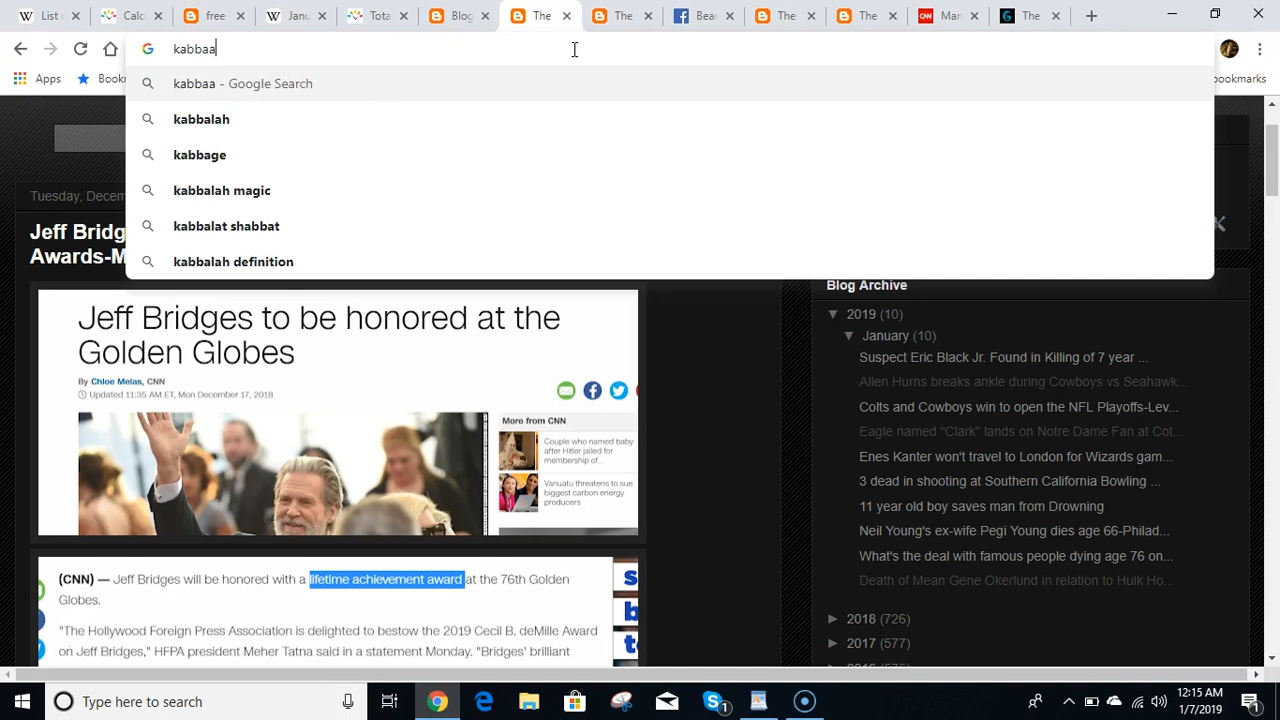 List
Calc
free
Janu
Tota
Blog
The
The
Bear
The
The
CNN
Mar
The
kabbaa
Apps
Book
ookmarks
kabbaa - Google Search
kabbalah
kabbage
kabbalah magic
kabbalat shabbat
kabbalah definition
Tuesday, Decem
Jeff Bridg
Awards-M
Jeff Bridges to be honored at the
Golden Globes
By Chloe Melas, CNN
Updated 11:35 AM ET, Mon December 17, 2018
More from CNN
Couple who named baby
after Hitler jailed for
membership of...
Vanuatu threatens to sue
biggest carbon energy
producers
(CNN) — Jeff Bridges will be honored with a lifetime achievement award at the 76th Golden
Globes.
"The Hollywood Foreign Press Association is delighted to bestow the 2019 Cecil B. deMille Award
on Jeff Bridges," HFPA president Meher Tatna said in a statement Monday. "Bridges' brilliant
Blog Archive
▼ 2019 (10)
▼ January (10)
Suspect Eric Black Jr. Found in Killing of 7 year ...
Allen Hurns breaks ankle during Cowboys vs Seahawk...
Colts and Cowboys win to open the NFL Playoffs-Lev...
Eagle named "Clark" lands on Notre Dame Fan at Cot...
Enes Kanter won't travel to London for Wizards gam...
3 dead in shooting at Southern California Bowling ...
11 year old boy saves man from Drowning
Neil Young's ex-wife Pegi Young dies age 66-Philad...
What's the deal with famous people dying age 76 on...
Death of Mean Gene Okerlund in relation to Hulk Ho...
► 2018 (726)
► 2017 (577)
Type here to search
1
12:15 AM
1/7/2019
1